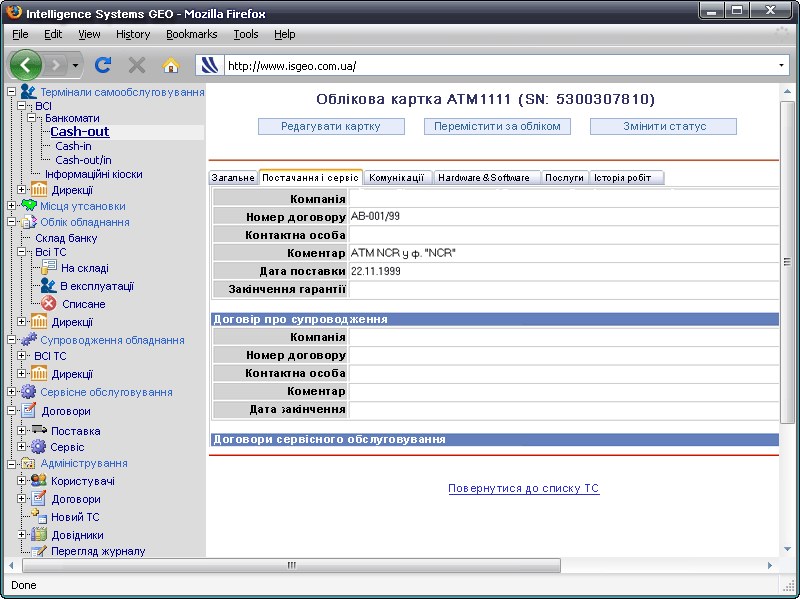 Intelligence Systems GEO - Mozilla Firefox
File Edit View History Bookmarks Tools Help
http://www.isgeo.com.ua/
Термінали самообслуговування
ВСІ
Банкомати
Cash-out
Cash-in
Cash-out/in
Інформаційні кіоски
Дирекції
Місця утсановки
Облік обладнання
Склад банку
Всі ТС
На складі
В експлуатації
Списане
Дирекції
Супроводження обладнання
ВСІ ТС
Дирекції
Сервісне обслуговування
Договори
Поставка
Сервіс
Адміністрування
Користувачі
Договори
Новий ТС
Довідники
Перегляд журналу
Облікова картка ATM1111 (SN: 5300307810)
Редагувати картку Перемістити за обліком Змінити статус
Загальне Постачання і сервіс Комунікації Hardware & Software Послуги Історія робіт
Компанія
Номер договору АВ-001/99
Контактна особа
Коментар ATM NCR у ф. "NCR"
Дата поставки 22.11.1999
Закінчення гарантії
Договір про супроводження
Компанія
Номер договору
Контактна особа
Коментар
Дата закінчення
Договори сервісного обслуговування
Повернутися до списку ТС
Done